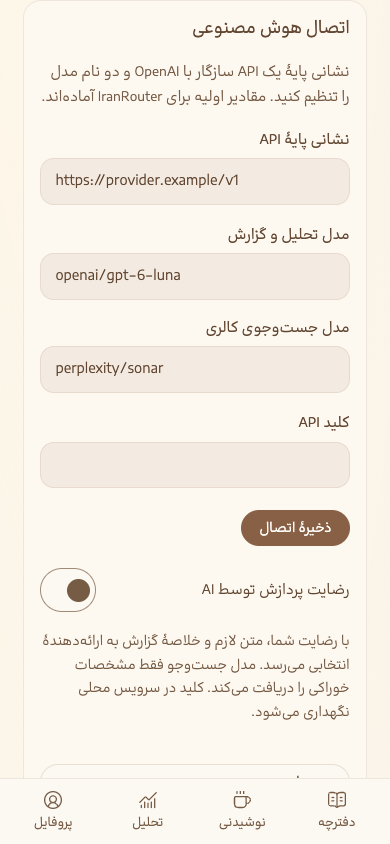 اتصال هوش مصنوعی
نشانی پایهٔ یک API سازگار با OpenAI و دو نام مدل
را تنظیم کنید. مقادیر اولیه برای IranRouter آماده‌اند.
نشانی پایهٔ API
https://provider.example/v1
مدل تحلیل و گزارش
openai/gpt-6-luna
مدل جست‌وجوی کالری
perplexity/sonar
کلید API
ذخیرهٔ اتصال
رضایت پردازش توسط AI
با رضایت شما، متن لازم و خلاصهٔ گزارش به ارائه‌دهندهٔ
انتخابی می‌رسد. مدل جست‌وجو فقط مشخصات
خوراکی را دریافت می‌کند. کلید در سرویس محلی
نگهداری می‌شود.
دفترچه
نوشیدنی
تحلیل
پروفایل